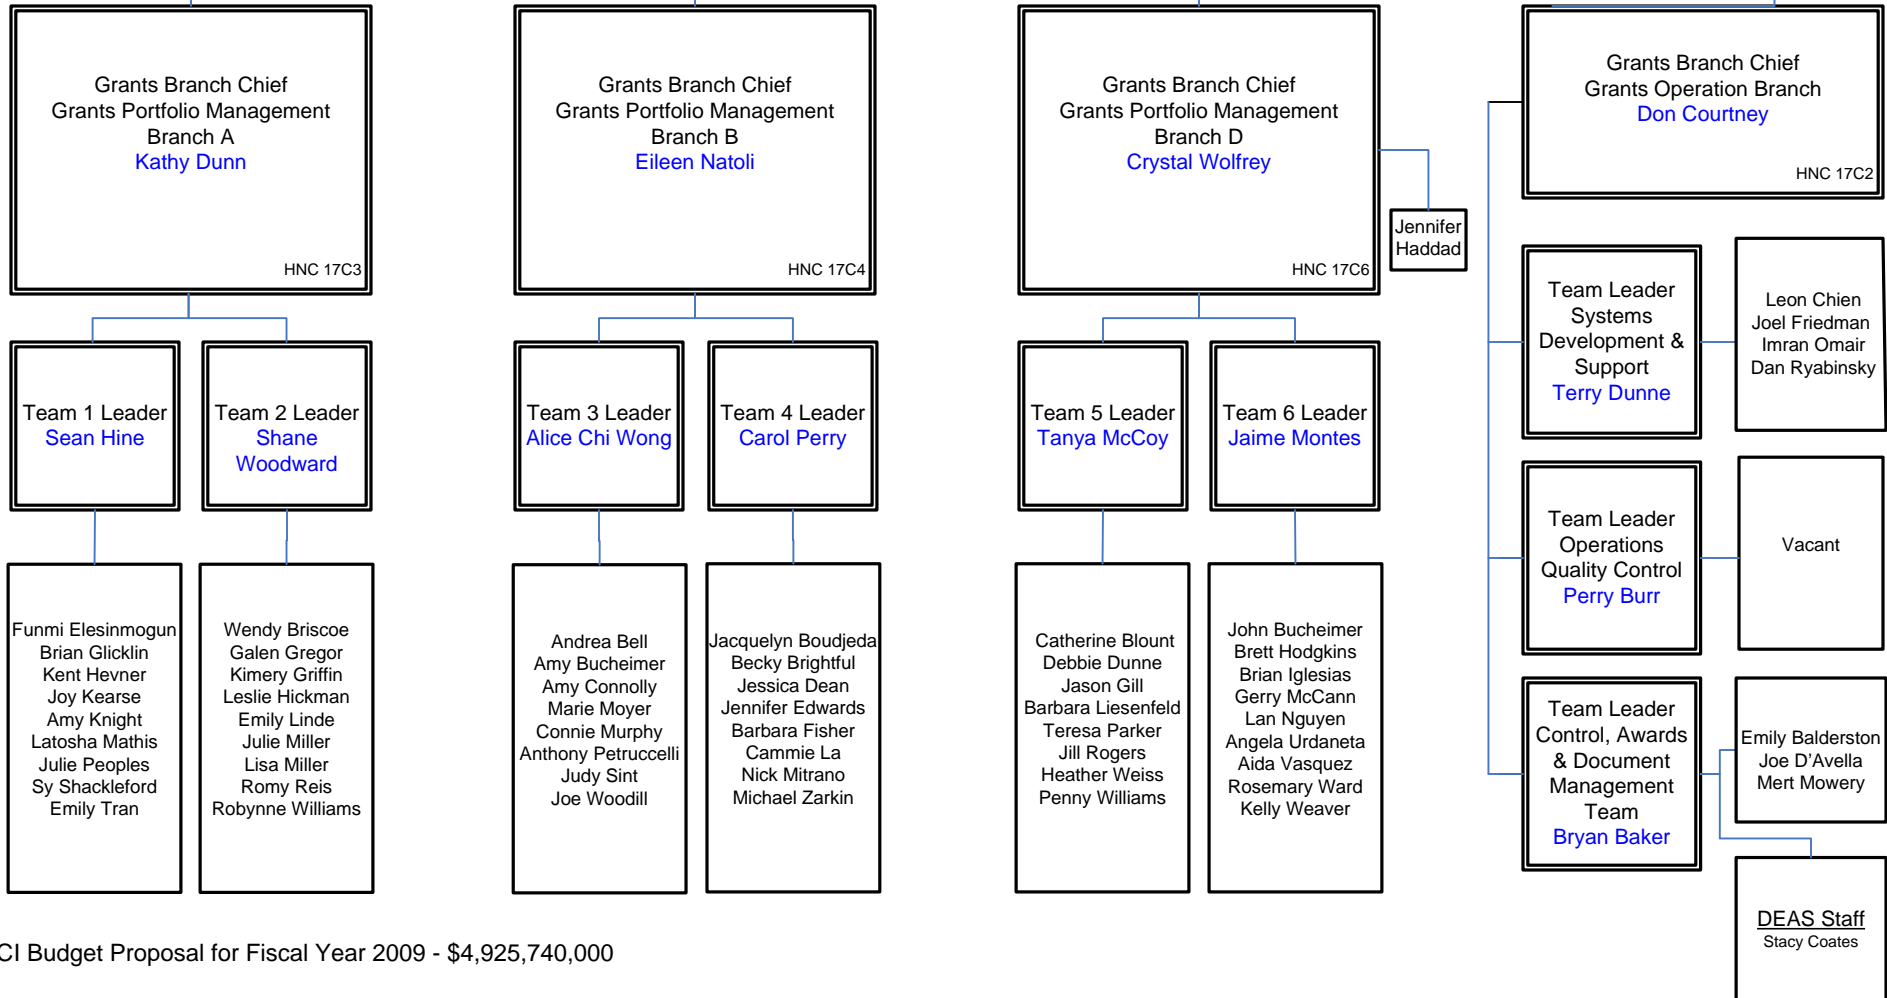 Grants Branch Chief
Grants Portfolio Management
Branch A
Kathy Dunn
HNC 17C3
Grants Branch Chief
Grants Portfolio Management
Branch B
Eileen Natoli
HNC 17C4
Grants Branch Chief
Grants Portfolio Management
Branch D
Crystal Wolfrey
HNC 17C6
Jennifer
Haddad
Grants Branch Chief
Grants Operation Branch
Don Courtney
HNC 17C2
Team 1 Leader
Sean Hine
Team 2 Leader
Shane
Woodward
Team 3 Leader
Alice Chi Wong
Team 4 Leader
Carol Perry
Team 5 Leader
Tanya McCoy
Team 6 Leader
Jaime Montes
Team Leader
Systems
Development &
Support
Terry Dunne
Leon Chien
Joel Friedman
Imran Omair
Dan Ryabinsky
Team Leader
Operations
Quality Control
Perry Burr
Vacant
Team Leader
Control, Awards
& Document
Management
Team
Bryan Baker
Emily Balderston
Joe D'Avella
Mert Mowery
DEAS Staff
Stacy Coates
Funmi Elesinmogun
Brian Glicklin
Kent Hevner
Joy Kearse
Amy Knight
Latosha Mathis
Julie Peoples
Sy Shackleford
Emily Tran
Wendy Briscoe
Galen Gregor
Kimery Griffin
Leslie Hickman
Emily Linde
Julie Miller
Lisa Miller
Romy Reis
Robynne Williams
Andrea Bell
Amy Bucheimer
Amy Connolly
Marie Moyer
Connie Murphy
Anthony Petruccelli
Judy Sint
Joe Woodill
Jacquelyn Boudjeda
Becky Brightful
Jessica Dean
Jennifer Edwards
Barbara Fisher
Cammie La
Nick Mitrano
Michael Zarkin
Catherine Blount
Debbie Dunne
Jason Gill
Barbara Liesenfeld
Teresa Parker
Jill Rogers
Heather Weiss
Penny Williams
John Bucheimer
Brett Hodgkins
Brian Iglesias
Gerry McCann
Lan Nguyen
Angela Urdaneta
Aida Vasquez
Rosemary Ward
Kelly Weaver
CI Budget Proposal for Fiscal Year 2009 - $4,925,740,000